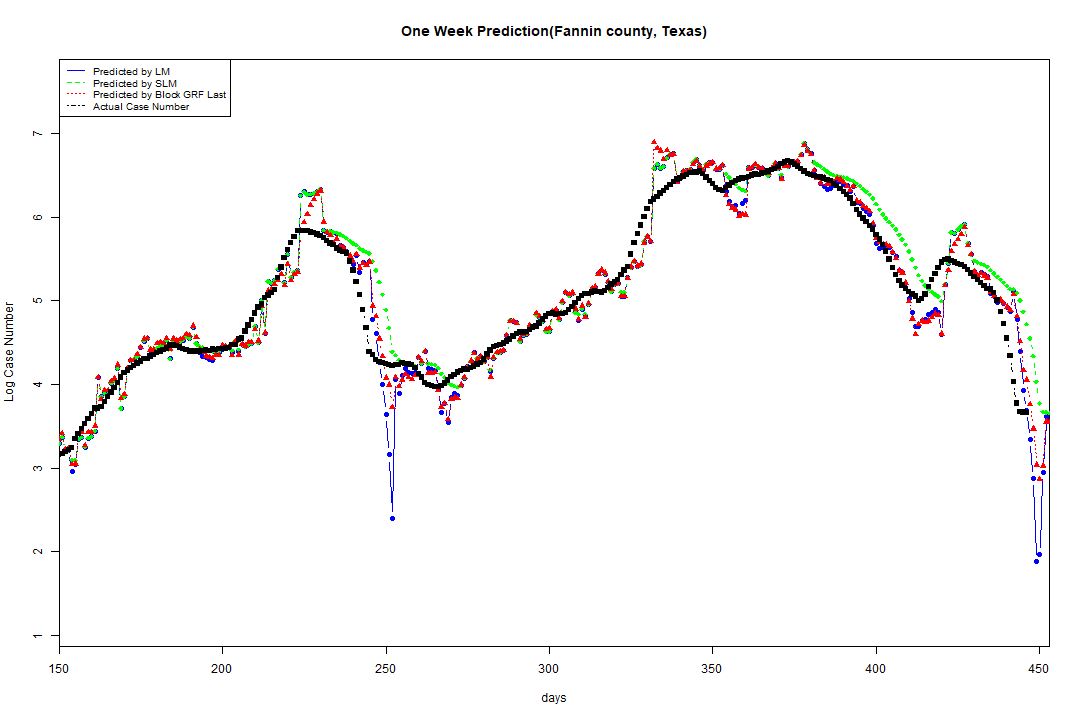 One Week Prediction(Fannin county, Texas)
Predicted by LM
Predicted by SLM
Predicted by Block GRF Last
Actual Case Number
Log Case Number
7
6
5
4
3
2
1
150 200 250 300 350 400 450
days